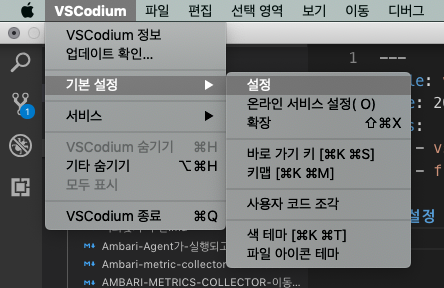 VSCodium 파일 편집 선택 영역 보기 이동 디버그
VSCodium 정보
업데이트 확인...
기본 설정
서비스
VSCodium 숨기기 ⌘H
기타 숨기기 ⌥⌘H
모두 표시
VSCodium 종료 ⌘Q
설정
온라인 서비스 설정( O)
확장 ⇧⌘X
바로 가기 키 [⌘K ⌘S]
키맵 [⌘K ⌘M]
사용자 코드 조각
색 테마 [⌘K ⌘T]
파일 아이콘 테마
1 ---
le:
e: 20
s:
- v
- f
설정
1
Ambari-Agent가-실행되고
Ambari-metric-collector
AMBARI-METRICS-COLLECTOR-이동...